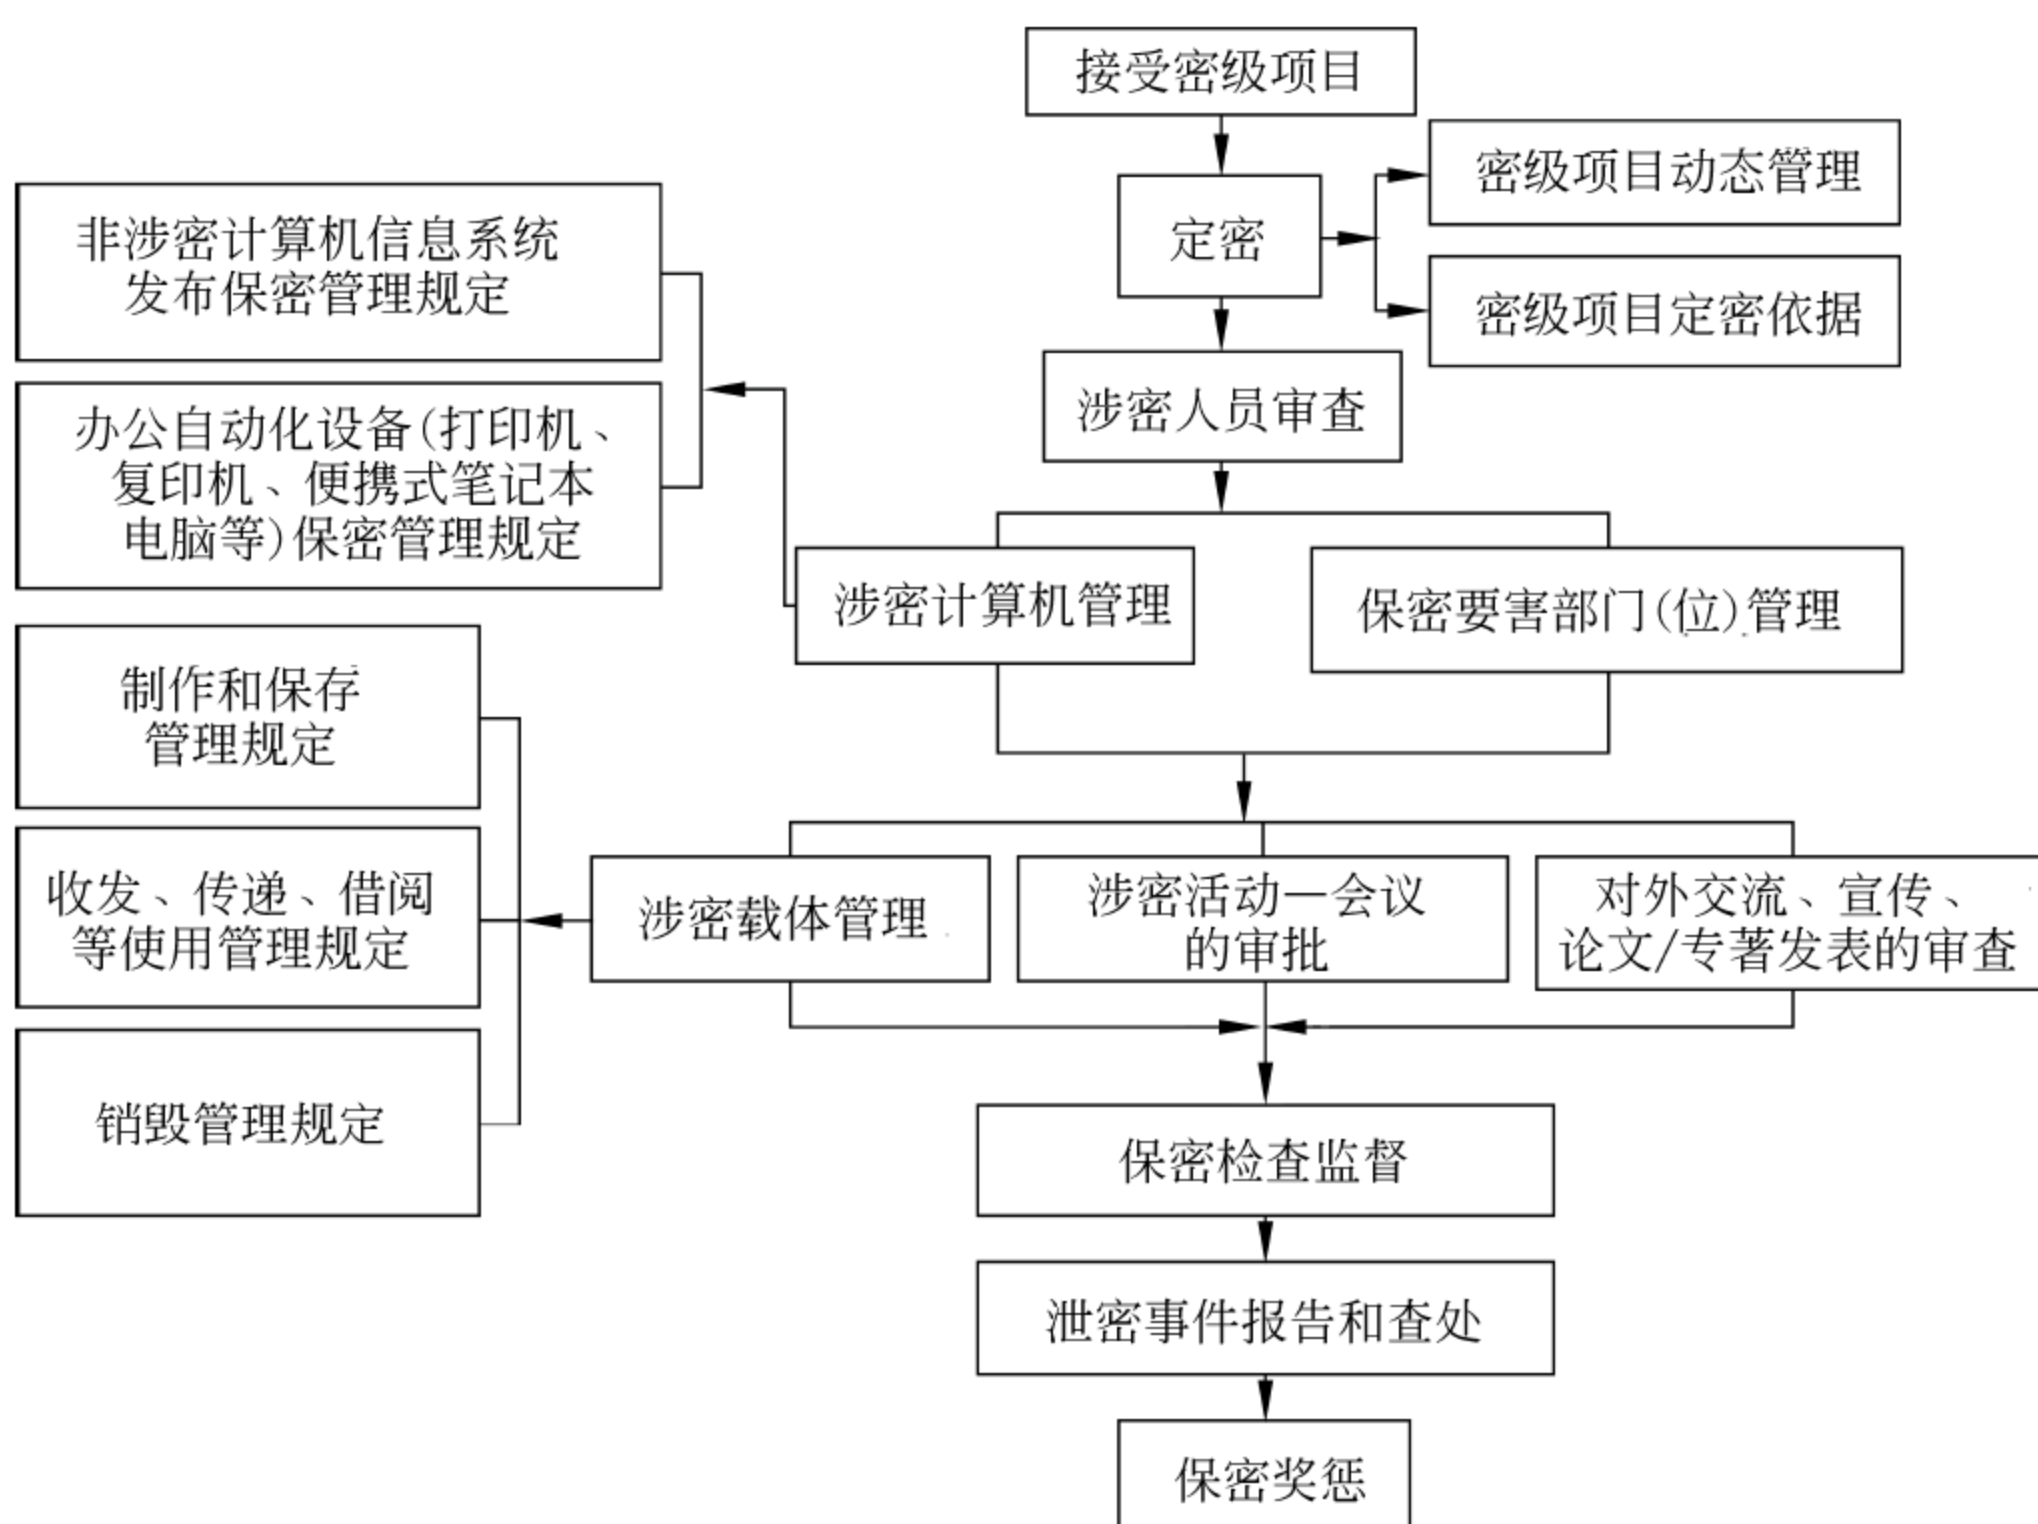 接受密级项目
密级项目动态管理
定密
密级项目定密依据
非涉密计算机信息系统
发布保密管理规定
涉密人员审查
办公自动化设备(打印机、
复印机、便携式笔记本
电脑等)保密管理规定
涉密计算机管理
保密要害部门(位)管理
制作和保存
管理规定
收发、传递、借阅
等使用管理规定
涉密载体管理
涉密活动—会议
的审批
对外交流、宣传、
论文/专著发表的审查
销毁管理规定
保密检查监督
泄密事件报告和查处
保密奖惩